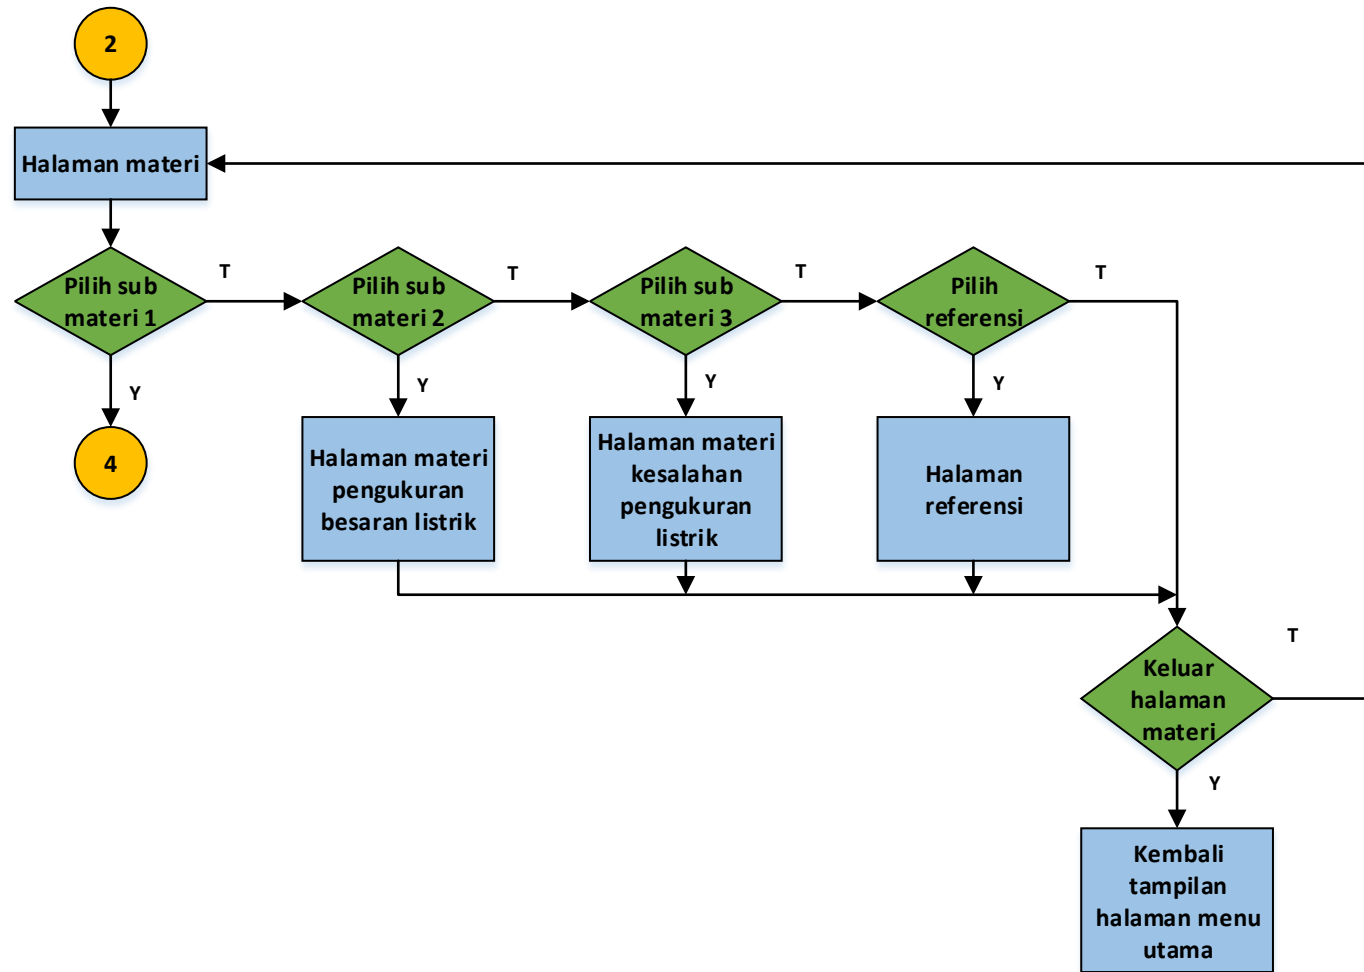 2
Halaman materi
Pilih sub
materi 1
T
Pilih sub
materi 2
T
Pilih sub
materi 3
T
Pilih
referensi
T
Y
Y
Y
Y
4
Halaman materi
pengukuran
besaran listrik
Halaman materi
kesalahan
pengukuran
listrik
Halaman
referensi
Keluar
halaman
materi
T
Y
Kembali
tampilan
halaman menu
utama